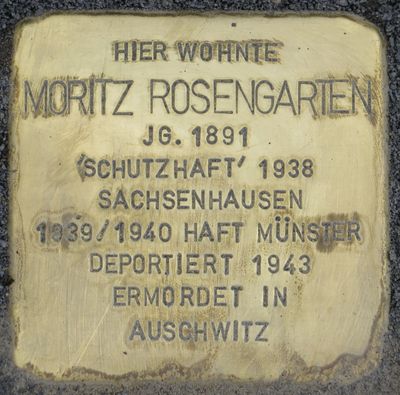 HIER WOHNTE
MORITZ ROSENGARTEN
JG. 1891
'SCHUTZHAFT' 1938
SACHSENHAUSEN
1939/1940 HAFT MÜNSTER
DEPORTIERT 1943
ERMORDET IN
AUSCHWITZ